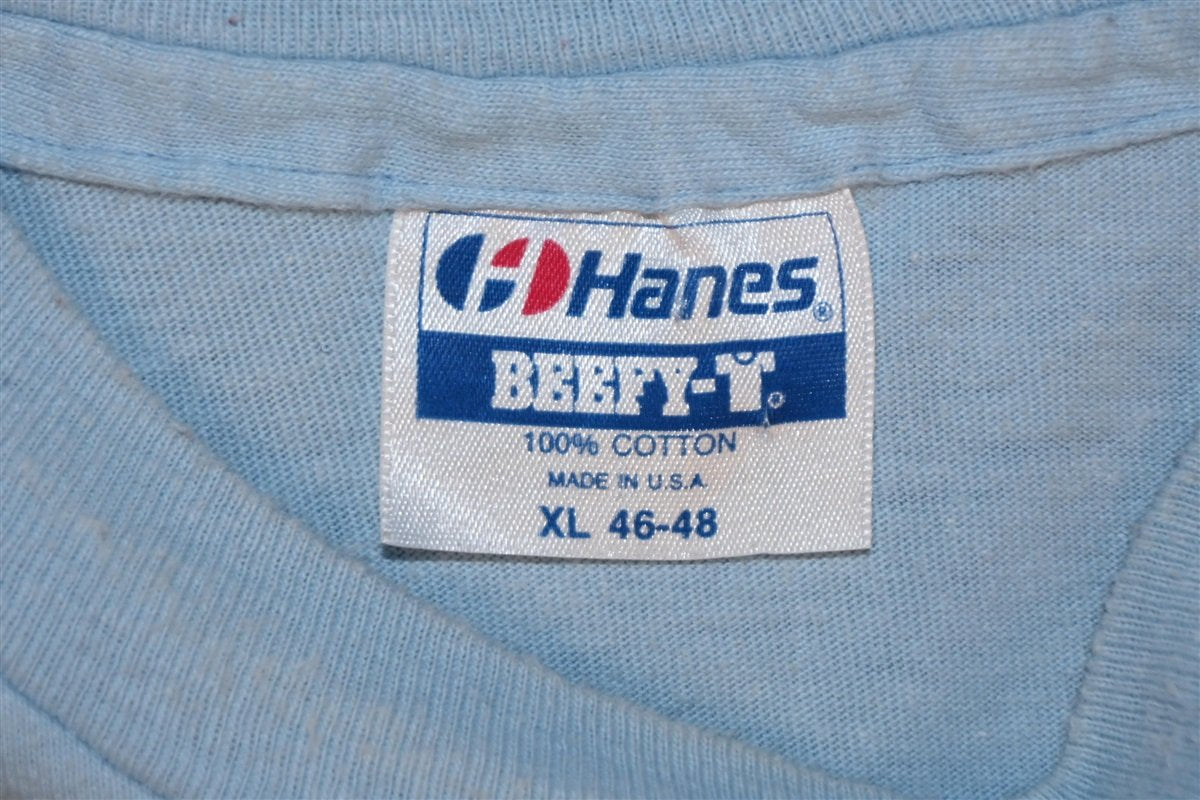 Hanes®
BEEFY-T®
100% COTTON
MADE IN U.S.A.
XL 46-48